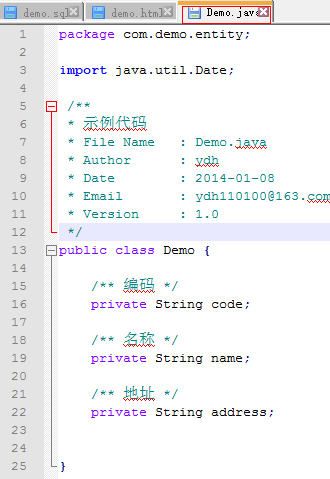 demo.sql demo.htm Demo.java
1 package com.demo.entity;
2
3 import java.util.Date;
4
5 /**
6 * 示例代码
7 * File Name : Demo.java
8 * Author : ydh
9 * Date : 2014-01-08
10 * Email : ydh110100@163.com
11 * Version : 1.0
12 */
13 public class Demo {
14
15 /** 编码 */
16 private String code;
17
18 /** 名称 */
19 private String name;
20
21 /** 地址 */
22 private String address;
23
24
25 }